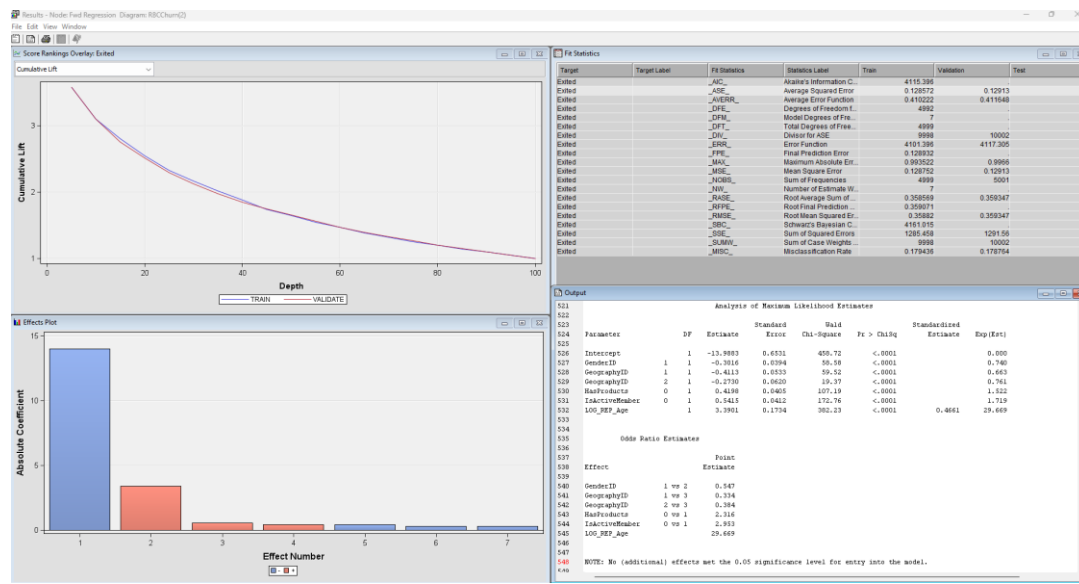 Results - Node: Fwd Regression Diagram: RBCChurn(2)
File Edit View Window
Score Rankings Overlay: Exited
Cumulative Lift
Cumulative Lift
3
2
1
0 20 40 60 80 100
Depth
TRAIN VALIDATE
Effects Plot
Absolute Coefficient
15
10
5
0
1 2 3 4 5 6 7
Effect Number
- +
Fit Statistics
Target Target Label Fit Statistics Statistics Label Train Validation Test
Exited _AIC_ Akaike's Information C... 4115.396
Exited _ASE_ Average Squared Error 0.128572 0.12913
Exited _AVERR_ Average Error Function 0.410222 0.411648
Exited _DFE_ Degrees of Freedom f... 4992 .
Exited _DFM_ Model Degrees of Fre... 7 .
Exited _DFT_ Total Degrees of Free... 4999 .
Exited _DIV_ Divisor for ASE 9998 10002
Exited _ERR_ Error Function 4101.396 4117.305
Exited _FPE_ Final Prediction Error 0.128932
Exited _MAX_ Maximum Absolute Err... 0.993522 0.9966
Exited _MSE_ Mean Square Error 0.128752 0.12913
Exited _NOBS_ Sum of Frequencies 4999 5001
Exited _NW_ Number of Estimate W... 7 .
Exited _RASE_ Root Average Sum of ... 0.358569 0.359347
Exited _RFPE_ Root Final Prediction ... 0.359071
Exited _RMSE_ Root Mean Squared Er... 0.35882 0.359347
Exited _SBC_ Schwarz's Bayesian C... 4161.015
Exited _SSE_ Sum of Squared Errors 1285.458 1291.56
Exited _SUMW_ Sum of Case Weights ... 9998 10002
Exited _MISC_ Misclassification Rate 0.179436 0.178764
Output
521 Analysis of Maximum Likelihood Estimates
522
523 Standard Wald Standardized
524 Parameter DF Estimate Error Chi-Square Pr > ChiSq Estimate Exp(Est)
525
526 Intercept 1 -13.9883 0.6531 458.72 <.0001 0.000
527 GenderID 1 1 -0.3016 0.0394 58.58 <.0001 0.740
528 GeographyID 1 1 -0.4113 0.0533 59.52 <.0001 0.663
529 GeographyID 2 1 -0.2730 0.0620 19.37 <.0001 0.761
530 HasProducts 0 1 0.4198 0.0405 107.19 <.0001 1.522
531 IsActiveMember 0 1 0.5415 0.0412 172.76 <.0001 1.719
532 LOG_REP_Age 1 3.3901 0.1734 382.23 <.0001 0.4661 29.669
533
534
535 Odds Ratio Estimates
536
537 Point
538 Effect Estimate
539
540 GenderID 1 vs 2 0.547
541 GeographyID 1 vs 3 0.334
542 GeographyID 2 vs 3 0.384
543 HasProducts 0 vs 1 2.316
544 IsActiveMember 0 vs 1 2.953
545 LOG_REP_Age 29.669
546
547
548 NOTE: No (additional) effects met the 0.05 significance level for entry into the model.
549